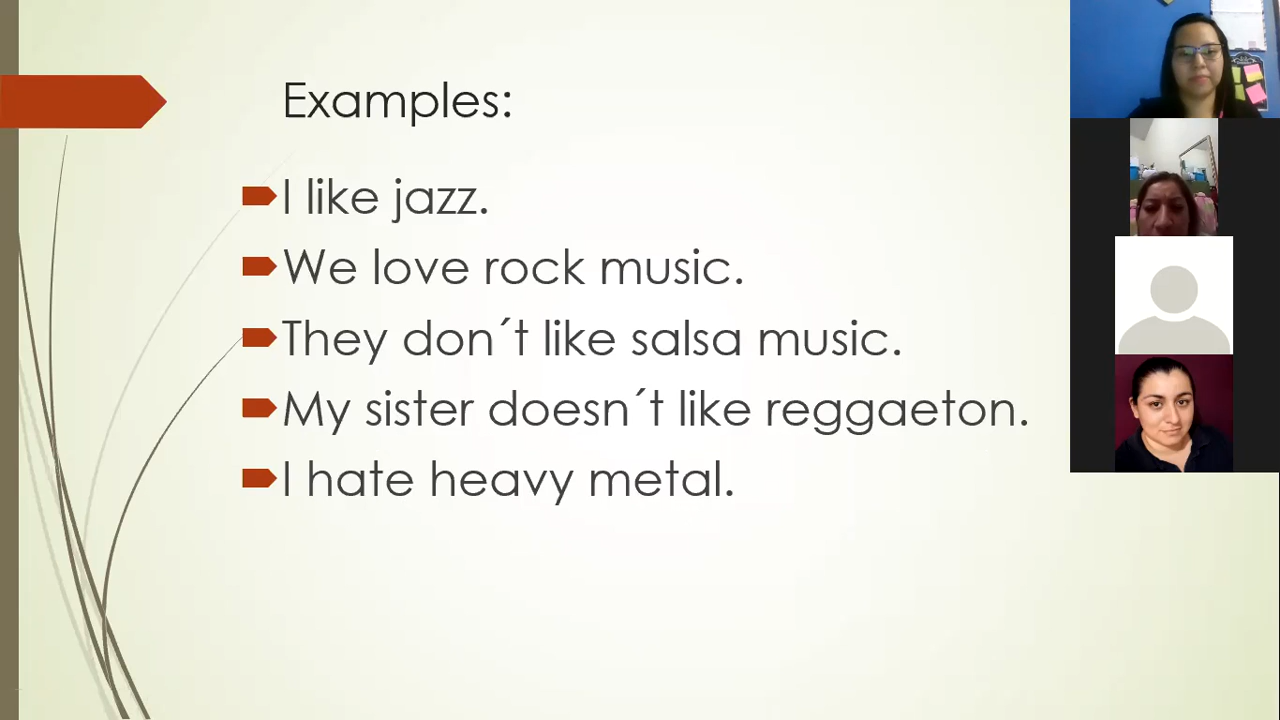 Examples:
I like jazz.
We love rock music.
They don´t like salsa music.
My sister doesn´t like reggaeton.
I hate heavy metal.